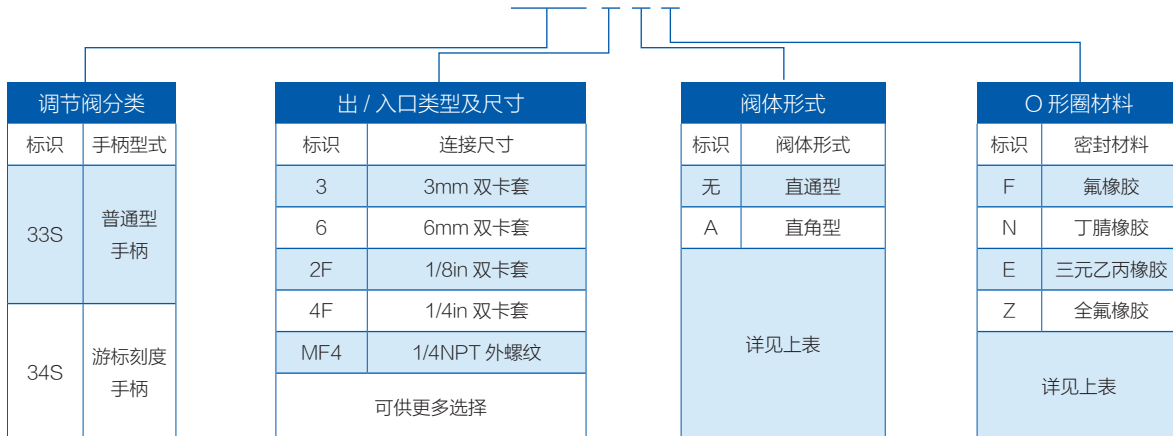 调节阀分类
标识 手柄型式
33S 普通型
手柄
34S 游标刻度
手柄
出 / 入口类型及尺寸
标识 连接尺寸
3 3mm 双卡套
6 6mm 双卡套
2F 1/8in 双卡套
4F 1/4in 双卡套
MF4 1/4NPT 外螺纹
可供更多选择
阀体形式
标识 阀体形式
无 直通型
A 直角型
详见上表
O 形圈材料
标识 密封材料
F 氟橡胶
N 丁腈橡胶
E 三元乙丙橡胶
Z 全氟橡胶
详见上表